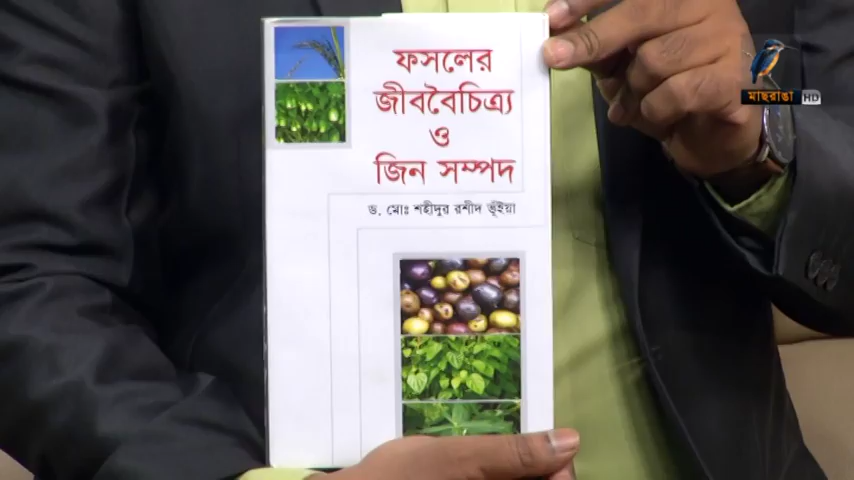 ফসলের
জীববৈচিত্র্য
ও
জিন সম্পদ
ড. মোঃ শহীদুর রশীদ ভূঁইয়া
মাছরাঙা HD